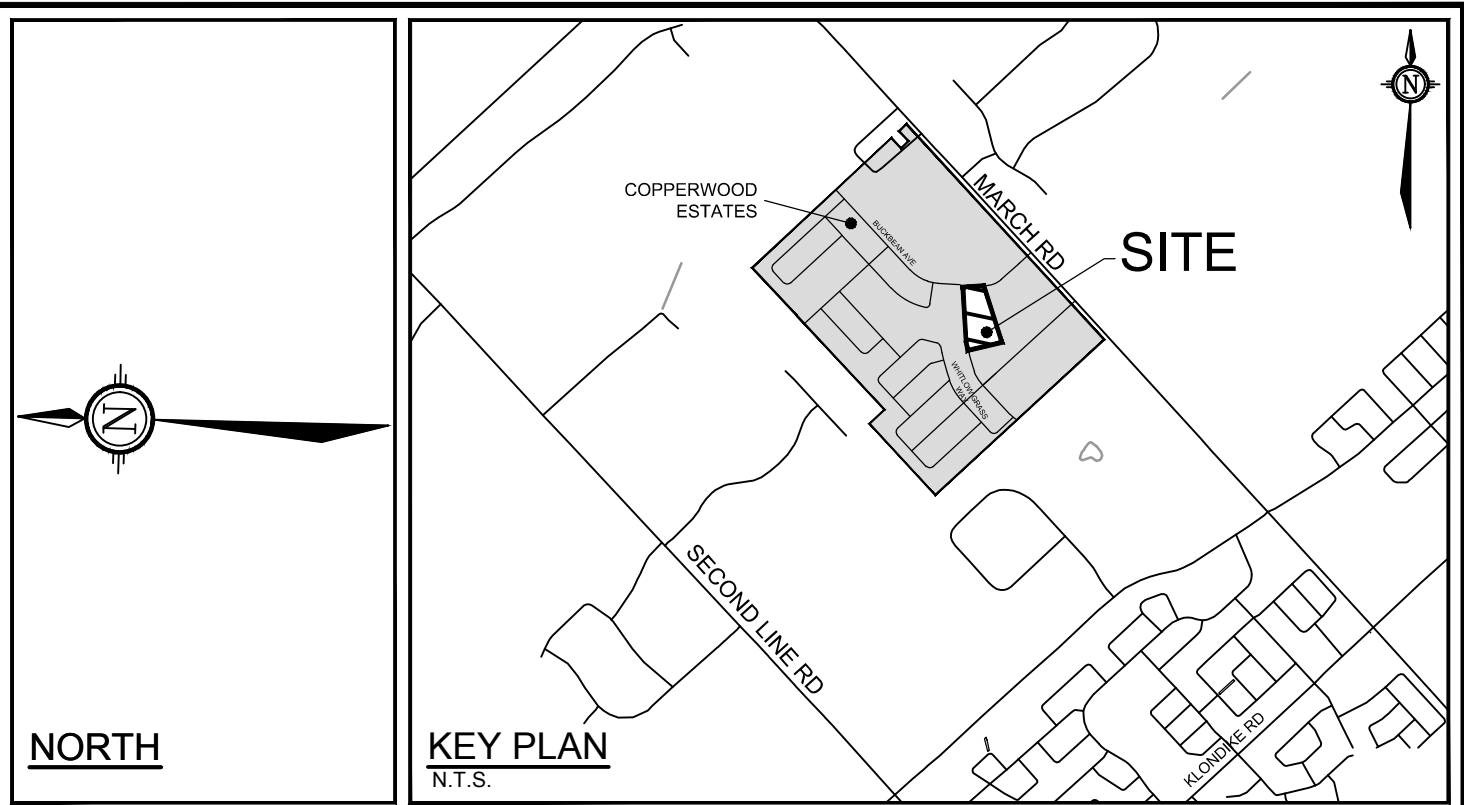 N
NORTH
N
COPPERWOOD
ESTATES
BUCKBEAN AVE
MARCH RD
SITE
WHITLOW GRASS
WAY
SECOND LINE RD
KLONDIKE RD
KEY PLAN
N.T.S.